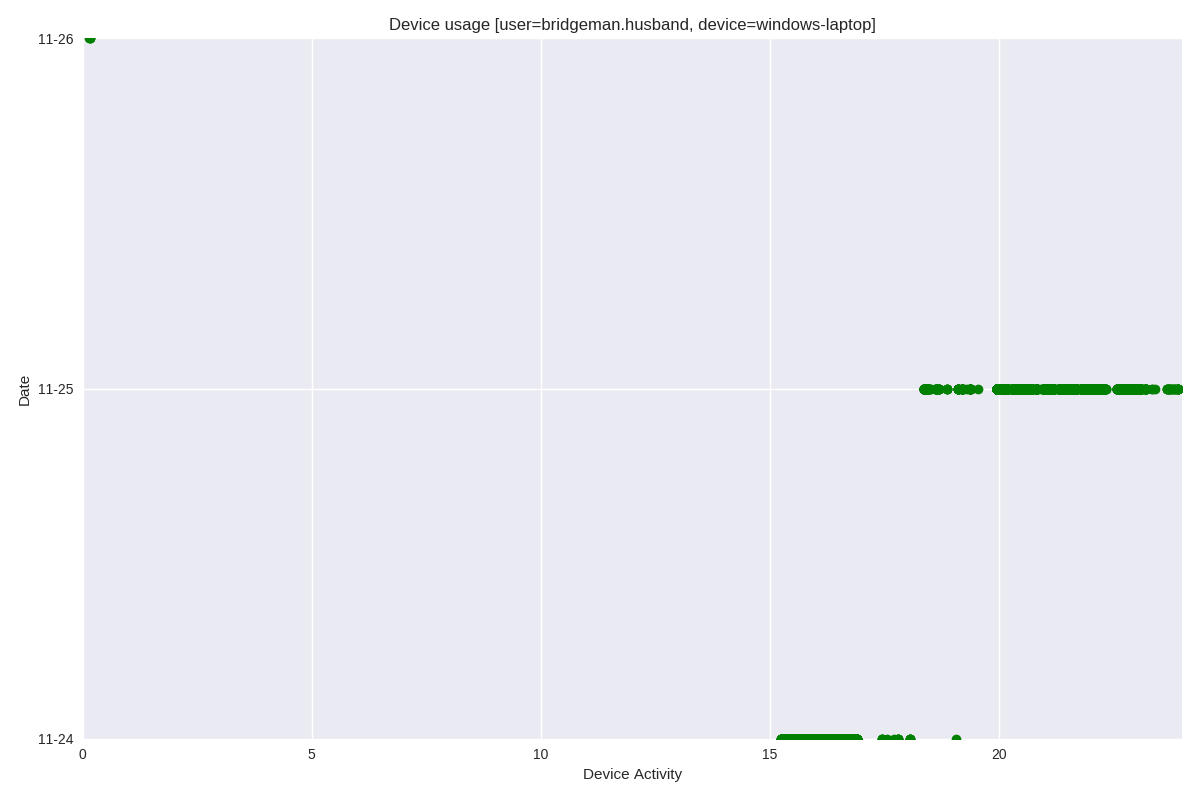 Device usage [user=bridgeman.husband, device=windows-laptop]
11-26
11-25
11-24
Date
0 5 10 15 20
Device Activity